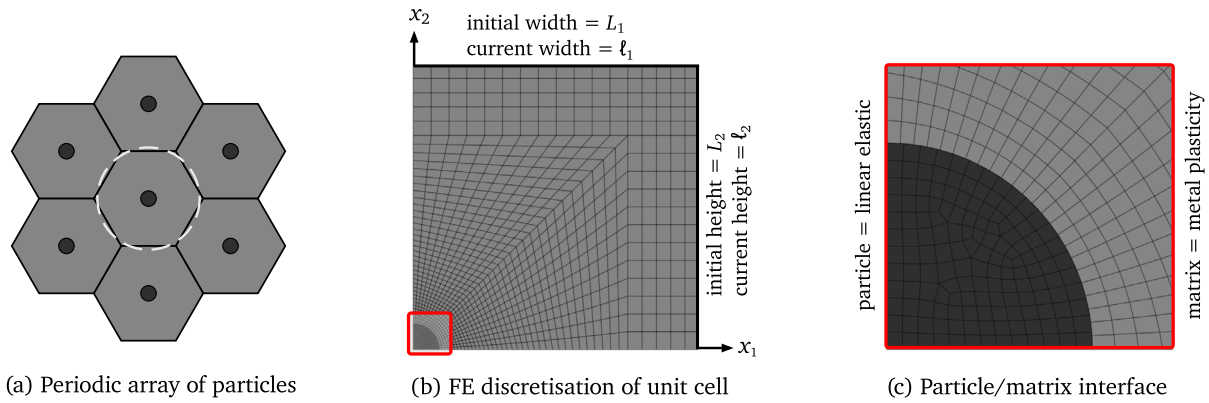 x₂
initial width = L₁
current width = ℓ₁
initial height = L₂
current height = ℓ₂
x₁
particle = linear elastic
matrix = metal plasticity
(a) Periodic array of particles
(b) FE discretisation of unit cell
(c) Particle/matrix interface